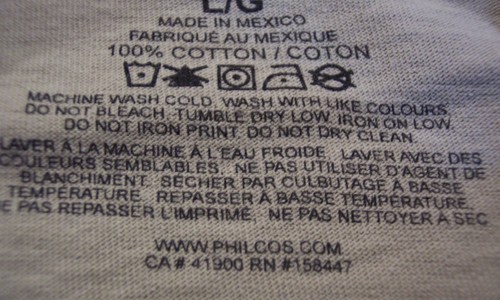 L/G
MADE IN MEXICO
FABRIQUÉ AU MEXIQUE
100% COTTON / COTON
MACHINE WASH COLD, WASH WITH LIKE COLOURS,
DO NOT BLEACH, TUMBLE DRY LOW, IRON ON LOW,
DO NOT IRON PRINT, DO NOT DRY CLEAN.
LAVER À LA MACHINE À L'EAU FROIDE, LAVER AVEC DES
COULEURS SEMBLABLES, NE PAS UTILISER D'AGENT DE
BLANCHIMENT, SÉCHER PAR CULBUTAGE À BASSE
TEMPÉRATURE, REPASSER À BASSE TEMPÉRATURE,
NE PAS REPASSER L'IMPRIMÉ, NE PAS NETTOYER À SEC
WWW.PHILCOS.COM
CA# 41900 RN #158447